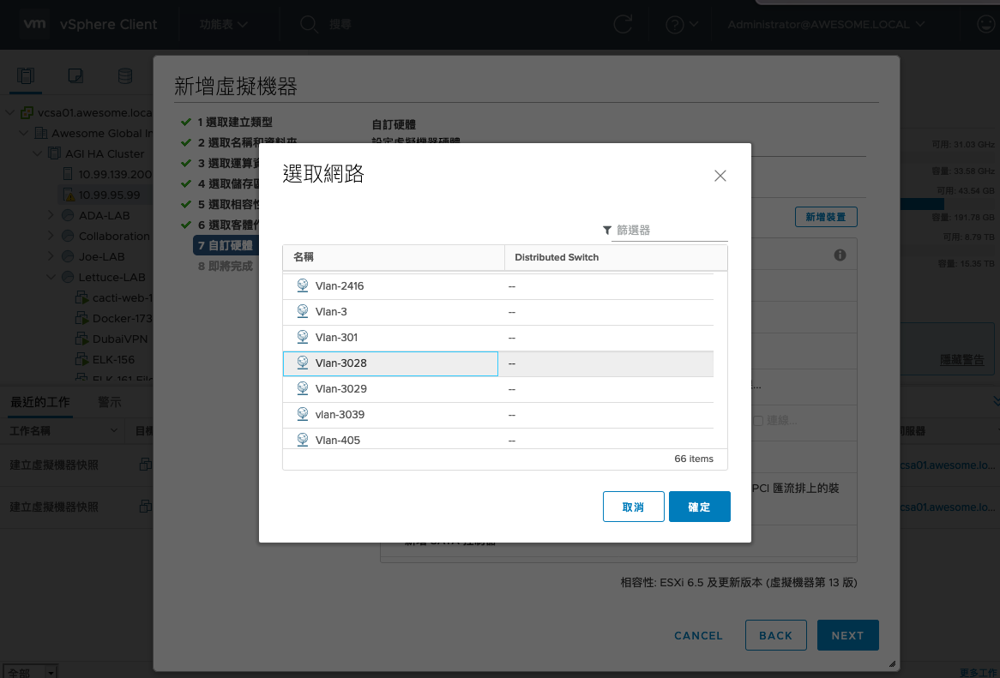 vm vSphere Client 功能表 搜尋 Administrator@AWESOME.LOCAL
vcsa01.awesome.loca
Awesome Global In
AGI HA Cluster
10.99.139.200
10.99.95.99
ADA-LAB
Collaboration
Joe-LAB
Lettuce-LAB
cacti-web-1
Docker-173
DubaiVPN
ELK-156
新增虛擬機器
1 選取建立類型
2 選取名稱和資料夾
3 選取運算資
4 選取儲存區
5 選取相容性
6 選取客體作
7 自訂硬體
8 即將完成
自訂硬體
設定虛擬機器硬體
新增裝置
連線...
PCI 匯流排上的裝
新增 SATA 控制器
相容性: ESXi 6.5 及更新版本 (虛擬機器第 13 版)
CANCEL BACK NEXT
選取網路
篩選器
名稱 Distributed Switch
Vlan-2416 --
Vlan-3 --
Vlan-301 --
Vlan-3028 --
Vlan-3029 --
vlan-3039 --
Vlan-405 --
66 items
取消 確定
可用: 31.03 GHz
容量: 33.58 GHz
可用: 43.54 GB
容量: 191.78 GB
可用: 8.79 TB
容量: 15.35 TB
隱藏警告
最近的工作 警示
工作名稱 目標 伺服器
建立虛擬機器快照 vcsa01.awesome.lo...
建立虛擬機器快照 vcsa01.awesome.lo...
全部 更多工作